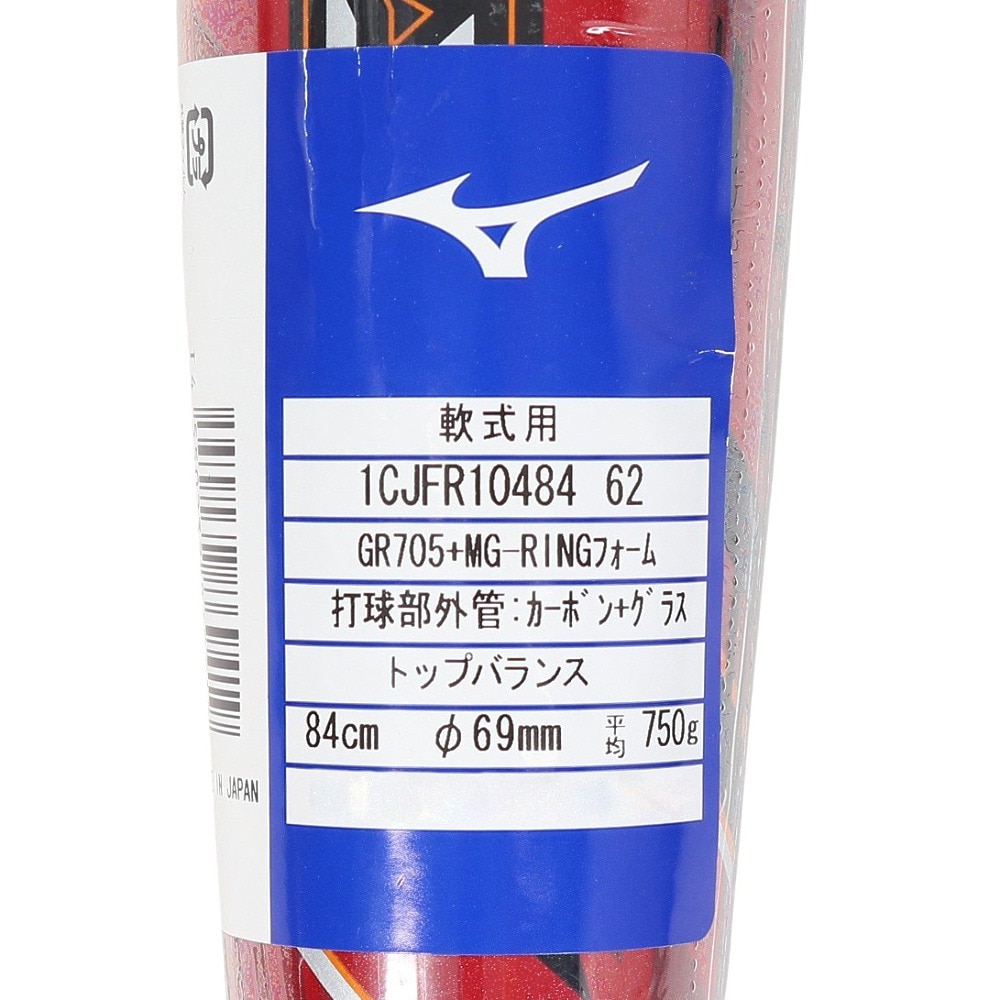 軟式用
1CJFR10484 62
GR705+MG-RINGフォーム
打球部外管:カーボン+グラス
トップバランス
84cm φ69mm 平均 750g
IN JAPAN